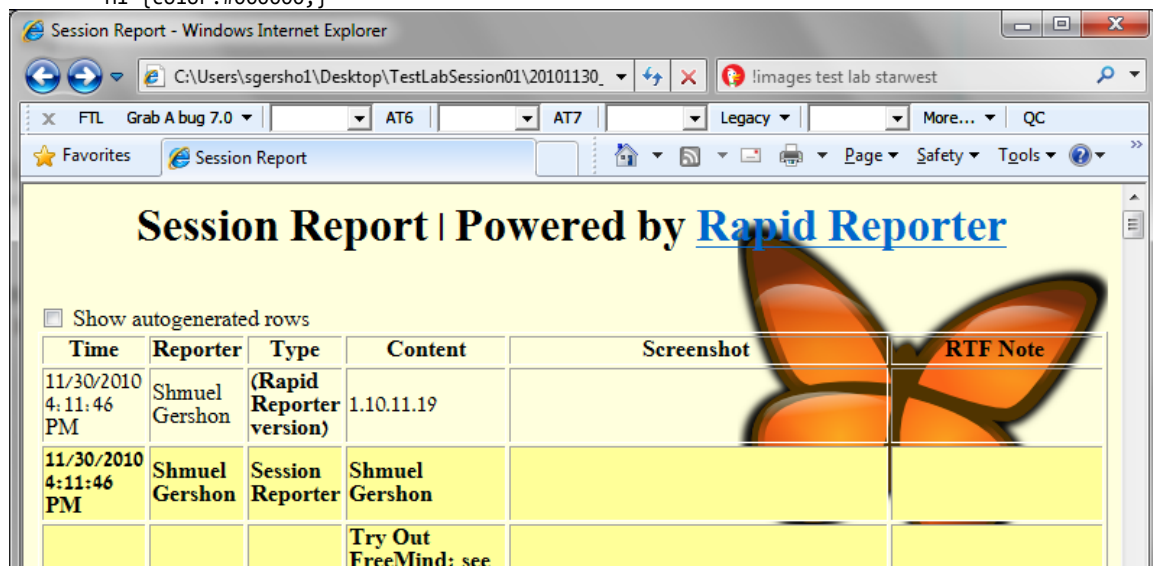 h1 {color:#000000;}
Session Report - Windows Internet Explorer
C:\Users\sgersho1\Desktop\TestLabSession01\20101130_
!images test lab starwest
x FTL Grab A bug 7.0 AT6 AT7 Legacy More... QC
Favorites Session Report Page Safety Tools
Session Report | Powered by Rapid Reporter
Show autogenerated rows
Time Reporter Type Content Screenshot RTF Note
11/30/2010
4:11:46
PM
Shmuel
Gershon
(Rapid
Reporter
version)
1.10.11.19
11/30/2010
4:11:46
PM
Shmuel
Gershon
Session
Reporter
Shmuel
Gershon
Try Out
FreeMind: see